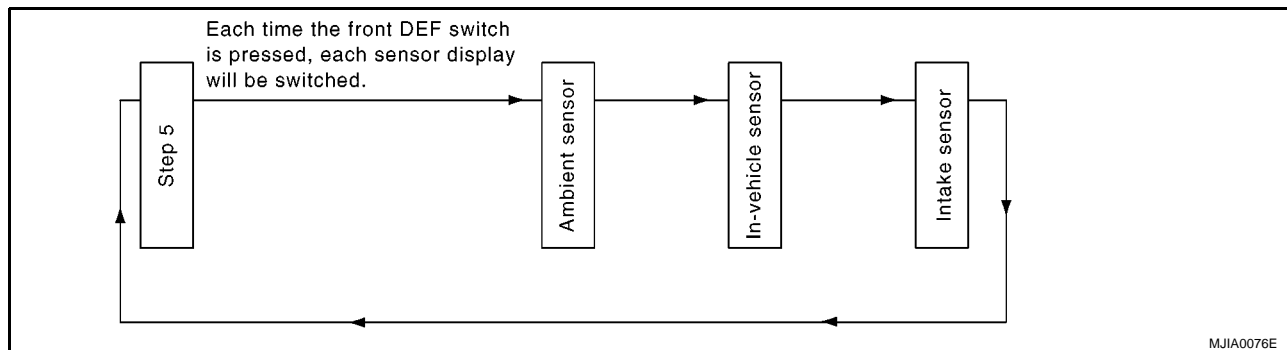 Each time the front DEF switch
is pressed, each sensor display
will be switched.
Step 5
Ambient sensor
In-vehicle sensor
Intake sensor
MJIA0076E